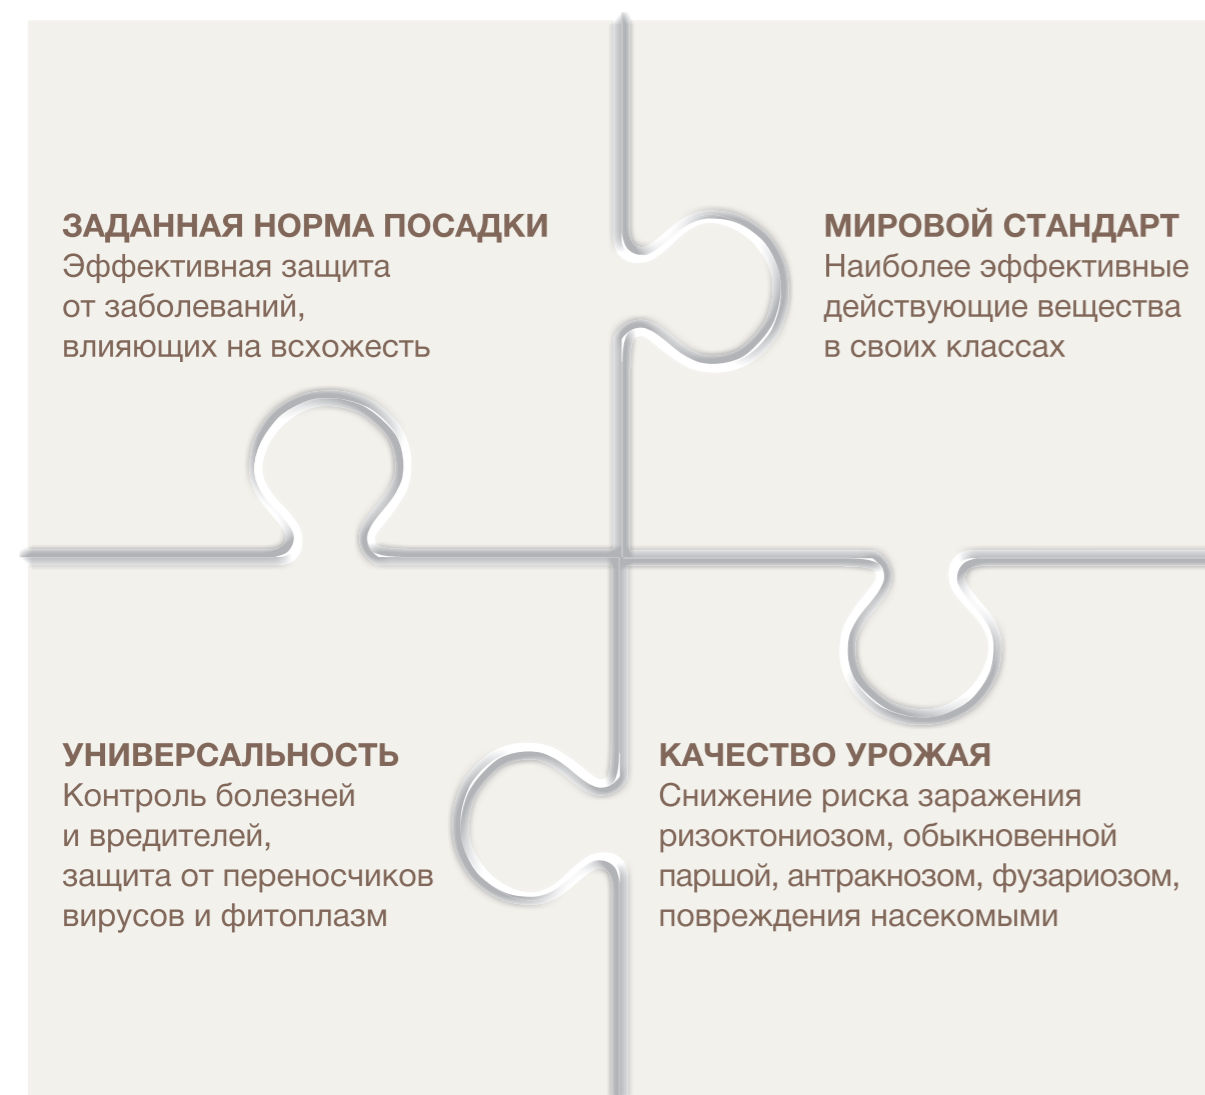 ЗАДАННАЯ НОРМА ПОСАДКИ
Эффективная защита
от заболеваний,
влияющих на всхожесть
МИРОВОЙ СТАНДАРТ
Наиболее эффективные
действующие вещества
в своих классах
УНИВЕРСАЛЬНОСТЬ
Контроль болезней
и вредителей,
защита от переносчиков
вирусов и фитоплазм
КАЧЕСТВО УРОЖАЯ
Снижение риска заражения
ризоктониозом, обыкновенной
паршой, антракнозом, фузариозом,
повреждения насекомыми